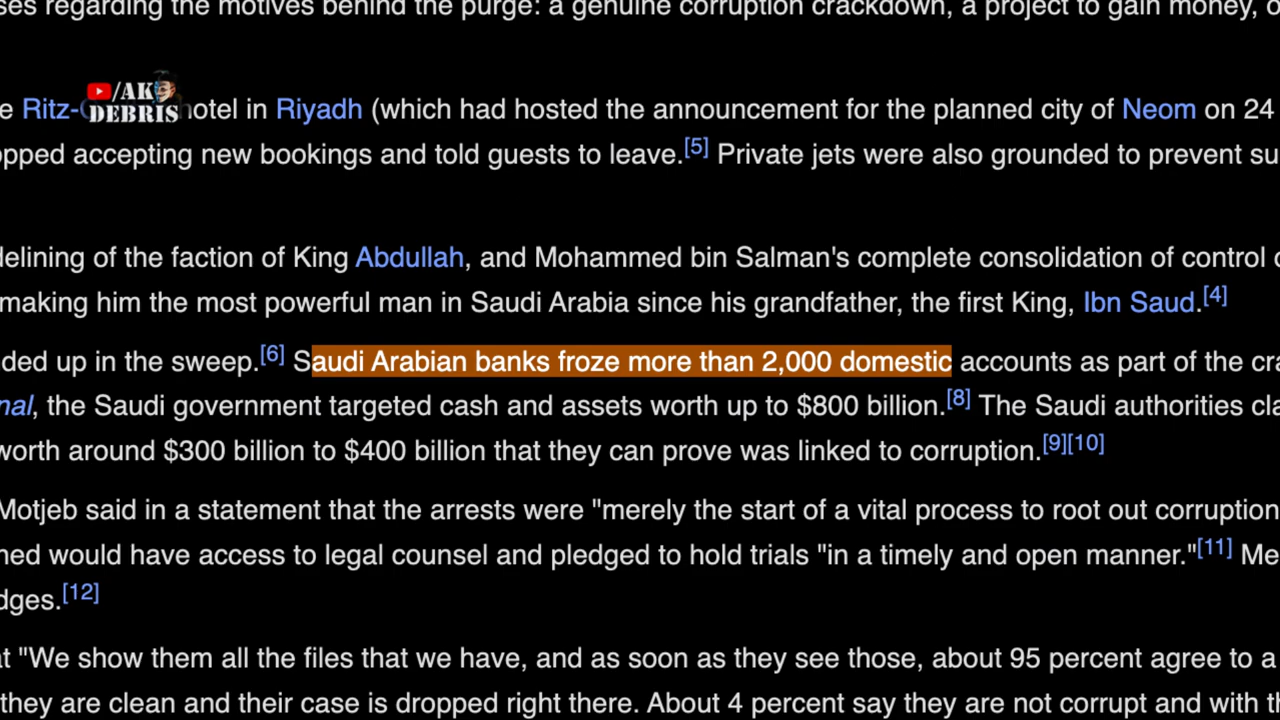 ses regarding the motives behind the purge: a genuine corruption crackdown, a project to gain money, o
/AK
DEBRIS
e Ritz- hotel in Riyadh (which had hosted the announcement for the planned city of Neom on 24
opped accepting new bookings and told guests to leave.[5] Private jets were also grounded to prevent su
delining of the faction of King Abdullah, and Mohammed bin Salman's complete consolidation of control o
making him the most powerful man in Saudi Arabia since his grandfather, the first King, Ibn Saud.[4]
ded up in the sweep.[6] Saudi Arabian banks froze more than 2,000 domestic accounts as part of the cra
nal, the Saudi government targeted cash and assets worth up to $800 billion.[8] The Saudi authorities cla
worth around $300 billion to $400 billion that they can prove was linked to corruption.[9][10]
Motjeb said in a statement that the arrests were "merely the start of a vital process to root out corruption
ned would have access to legal counsel and pledged to hold trials "in a timely and open manner."[11] Me
dges.[12]
at "We show them all the files that we have, and as soon as they see those, about 95 percent agree to a
they are clean and their case is dropped right there. About 4 percent say they are not corrupt and with th